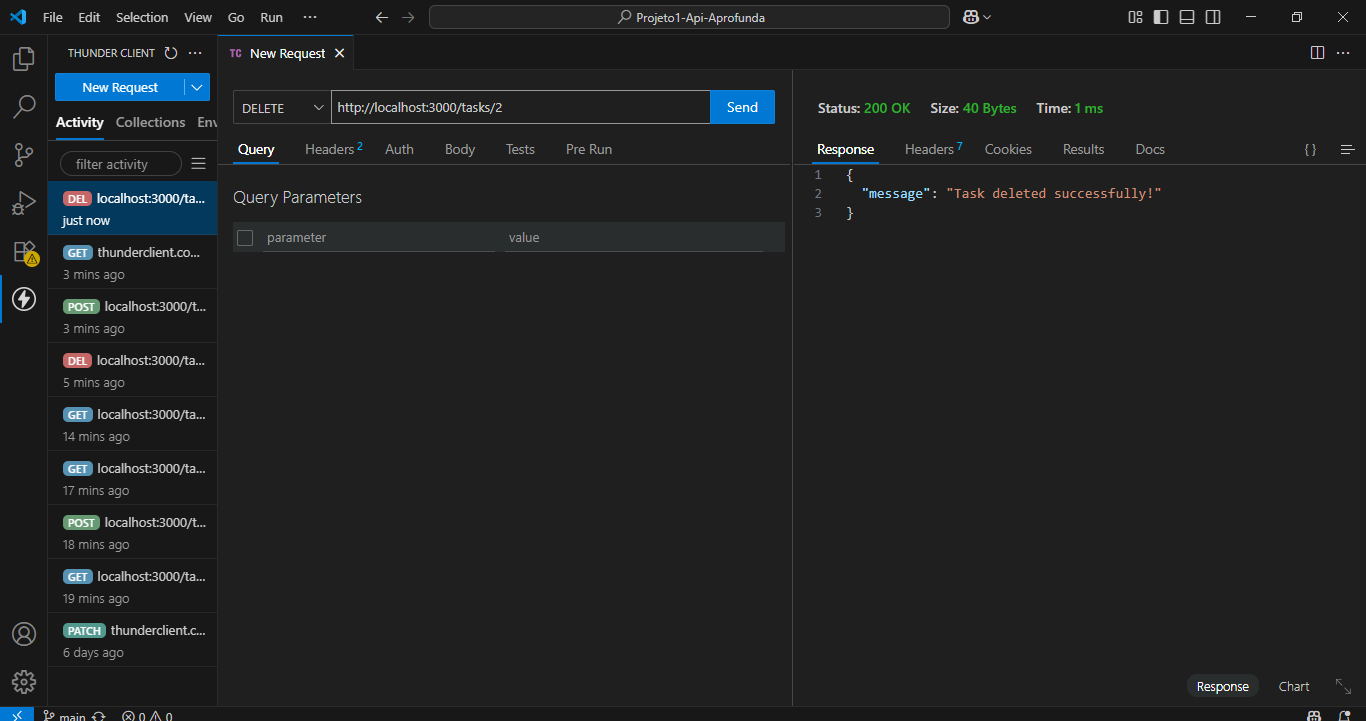 File Edit Selection View Go Run ··· Projeto1-Api-Aprofunda
THUNDER CLIENT ···
New Request
Activity Collections Env
filter activity
DEL localhost:3000/ta...
just now
GET thunderclient.co...
3 mins ago
POST localhost:3000/t...
3 mins ago
DEL localhost:3000/ta...
5 mins ago
GET localhost:3000/ta...
14 mins ago
GET localhost:3000/ta...
17 mins ago
POST localhost:3000/t...
18 mins ago
GET localhost:3000/ta...
19 mins ago
PATCH thunderclient.c...
6 days ago
TC New Request
DELETE http://localhost:3000/tasks/2 Send
Query Headers 2 Auth Body Tests Pre Run
Query Parameters
parameter value
Status: 200 OK Size: 40 Bytes Time: 1 ms
Response Headers 7 Cookies Results Docs { }
1 {
2 "message": "Task deleted successfully!"
3 }
Response Chart
main 0 0